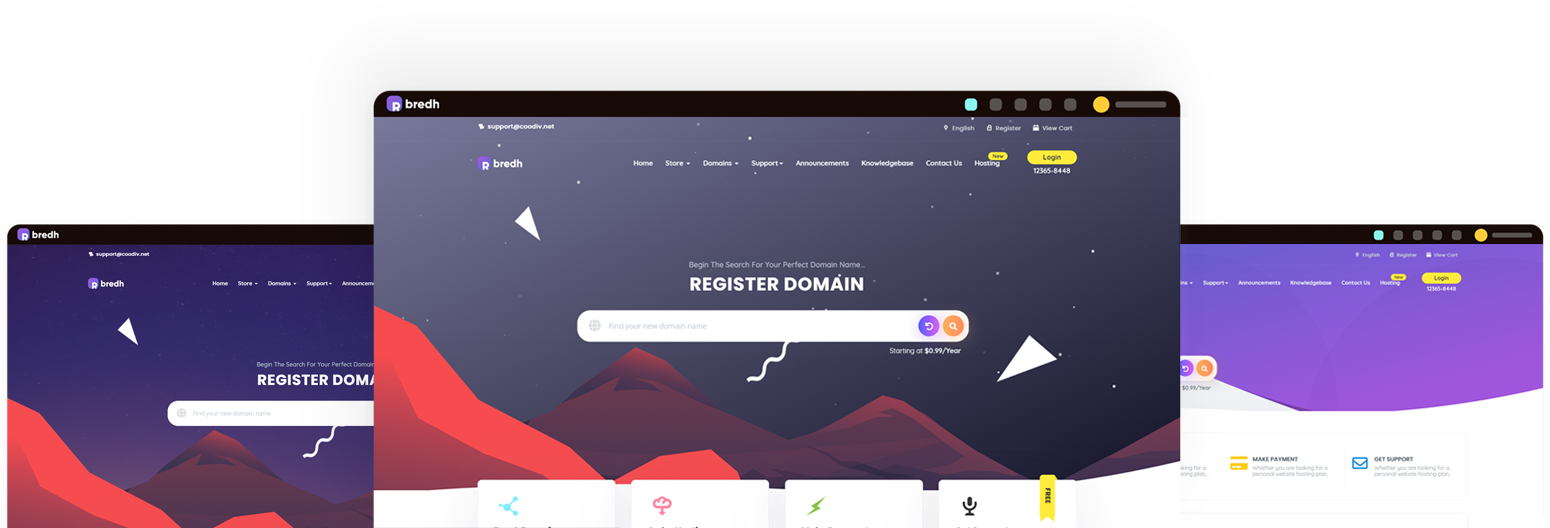 bredh
support@coodiv.net
English Register View Cart
bredh
Home Store Domains Support Announcements Knowledgebase Contact Us Hosting New Login
12365-8448
Begin The Search For Your Perfect Domain Name...
REGISTER DOMAIN
Find your new domain name
Starting at $0.99/Year
FREE
bredh
support@coodiv.net
bredh
Home Store Domains Support
Begin The Search For Your Perfect Domain
REGISTER
Find your new domain name
English Register View Cart
Support Announcements Knowledgebase Contact Us Hosting New Login
12365-8448
$0.99/Year
MAKE PAYMENT
Whether you are looking for a
personal website hosting plan,
GET SUPPORT
Whether you are looking for a
personal website hosting plan,